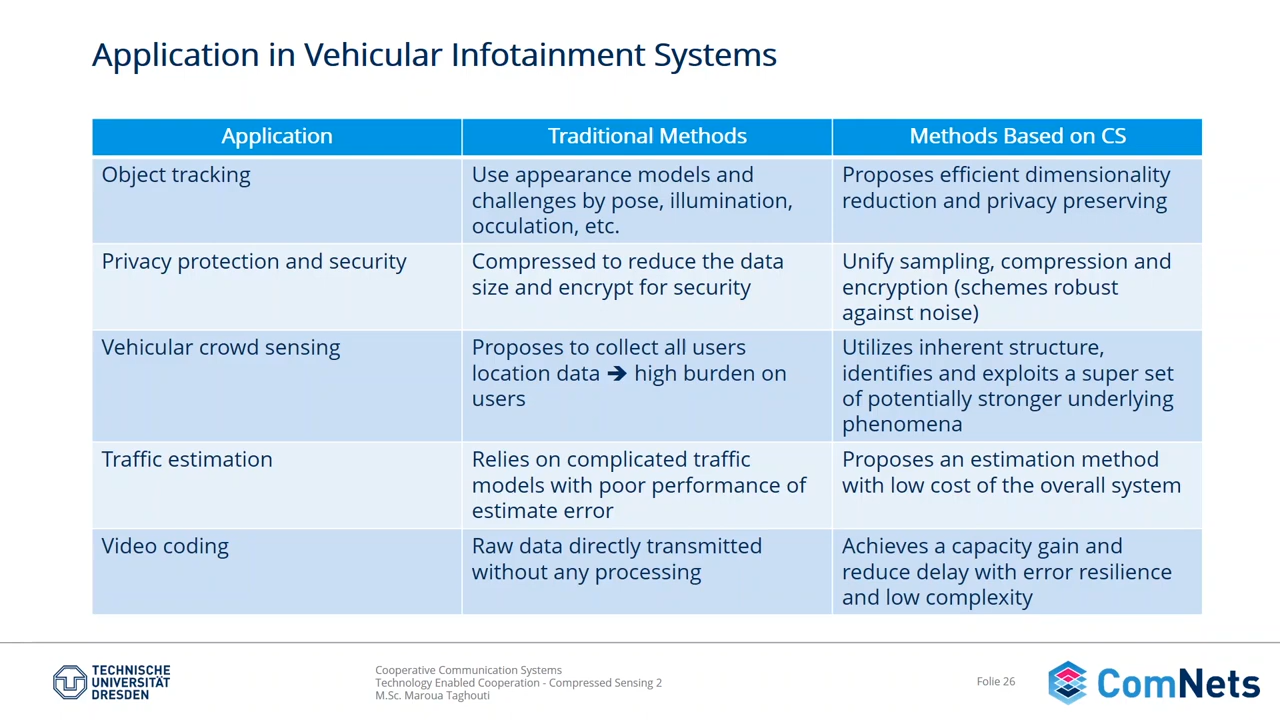 Application in Vehicular Infotainment Systems
Application
Traditional Methods
Methods Based on CS
Object tracking
Use appearance models and
challenges by pose, illumination,
occulation, etc.
Proposes efficient dimensionality
reduction and privacy preserving
Privacy protection and security
Compressed to reduce the data
size and encrypt for security
Unify sampling, compression and
encryption (schemes robust
against noise)
Vehicular crowd sensing
Proposes to collect all users
location data ➔ high burden on
users
Utilizes inherent structure,
identifies and exploits a super set
of potentially stronger underlying
phenomena
Traffic estimation
Relies on complicated traffic
models with poor performance of
estimate error
Proposes an estimation method
with low cost of the overall system
Video coding
Raw data directly transmitted
without any processing
Achieves a capacity gain and
reduce delay with error resilience
and low complexity
TECHNISCHE
UNIVERSITÄT
DRESDEN
Cooperative Communication Systems
Technology Enabled Cooperation - Compressed Sensing 2
M.Sc. Maroua Taghouti
Folie 26
ComNets